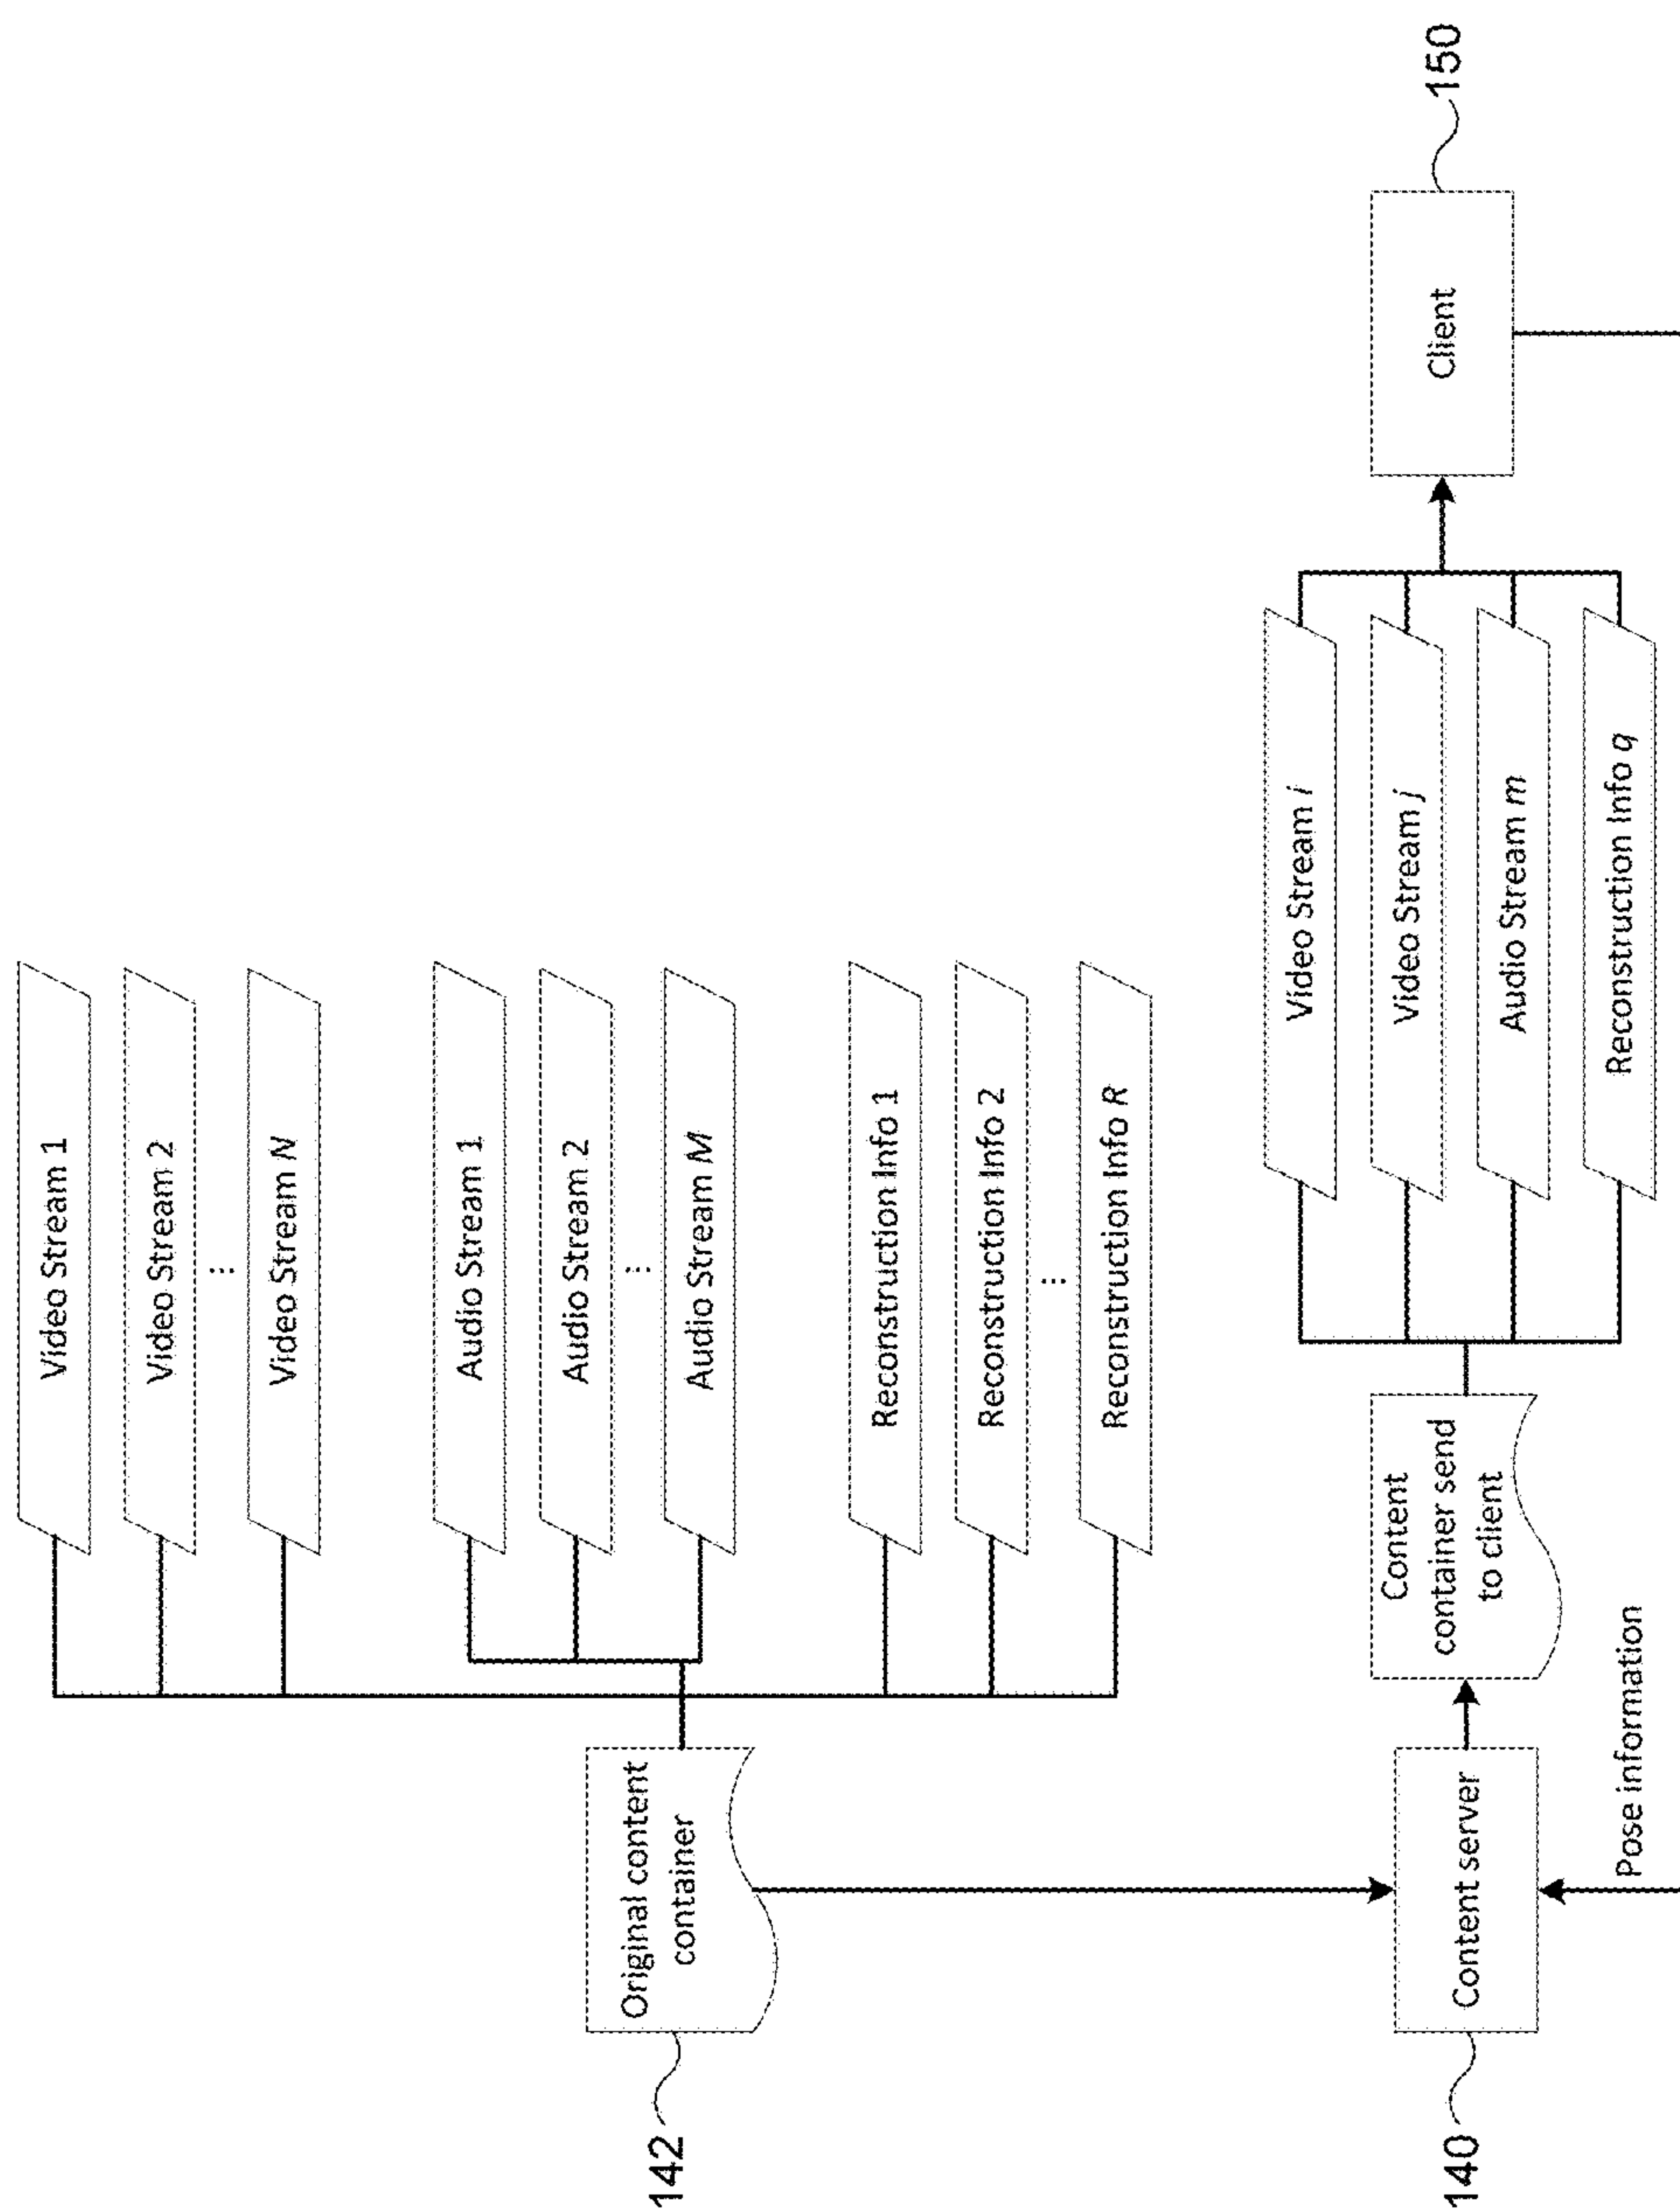 Video Stream 1
Video Stream 2
...
Video Stream N
Audio Stream 1
Audio Stream 2
...
Audio Stream M
Original content
container
142
Reconstruction Info 1
Reconstruction Info 2
...
Reconstruction Info R
150
Client
Video Stream i
Video Stream j
Audio Stream m
Reconstruction Info q
Content
container send
to client
Content server
140
Pose information